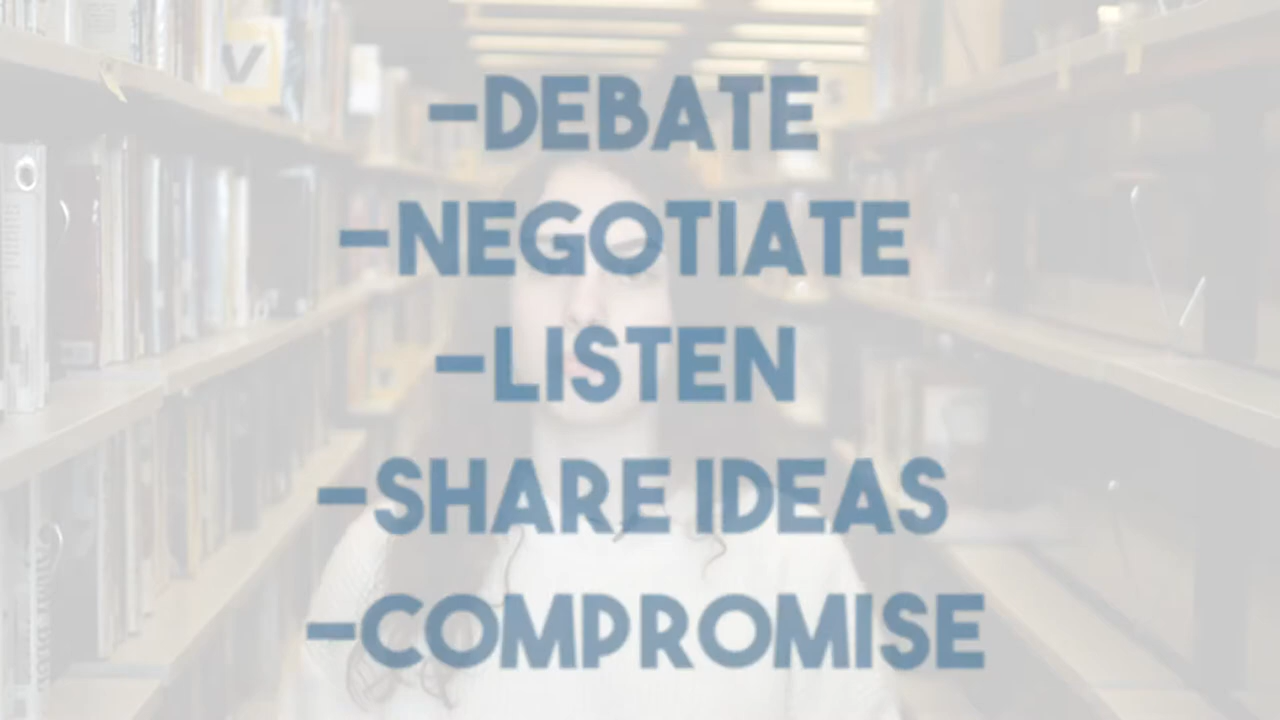 -DEBATE
-NEGOTIATE
-LISTEN
-SHARE IDEAS
-COMPROMISE
V